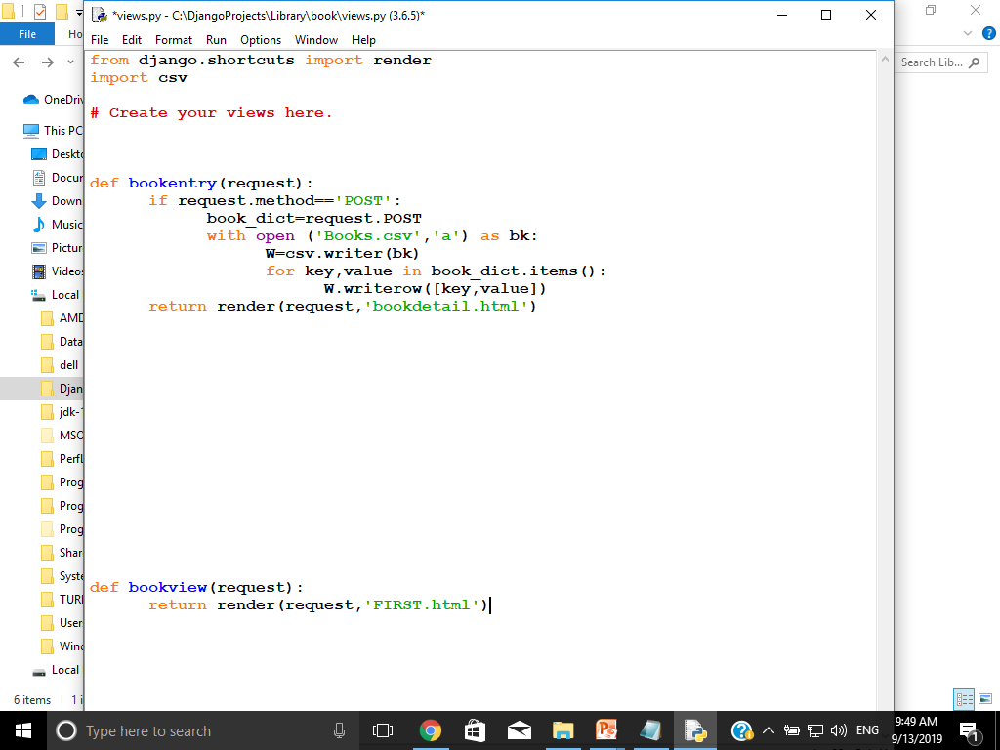 *views.py - C:\DjangoProjects\Library\book\views.py (3.6.5)*
File Edit Format Run Options Window Help
File Ho
Search Lib...
from django.shortcuts import render
import csv
# Create your views here.
def bookentry(request):
if request.method=='POST':
book_dict=request.POST
with open ('Books.csv','a') as bk:
W=csv.writer(bk)
for key,value in book_dict.items():
W.writerow([key,value])
return render(request,'bookdetail.html')
def bookview(request):
return render(request,'FIRST.html')
OneDriv
This PC
Deskto
Docur
Down
Music
Pictur
Videos
Local
AMD
Data
dell
Djan
jdk-1
MSO
PerfL
Prog
Prog
Prog
Shar
Syste
TURB
User
Wind
Local
6 items 1 i
Type here to search
ENG
9:49 AM
9/13/2019
1